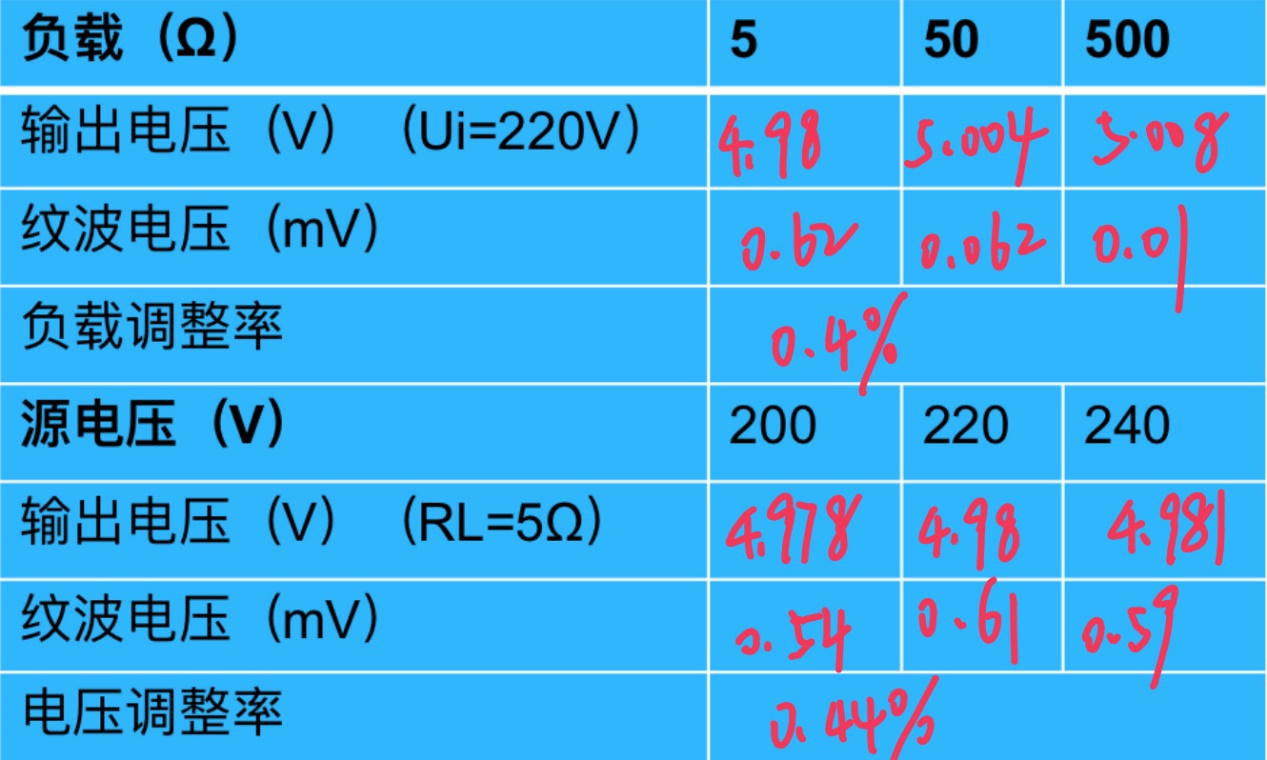 负载（Ω） 5 50 500
输出电压（V）（Ui=220V） 4.98 5.004 5.008
纹波电压（mV） 0.62 0.062 0.01
负载调整率 0.4%
源电压（V） 200 220 240
输出电压（V）（RL=5Ω） 4.978 4.98 4.981
纹波电压（mV） 0.54 0.61 0.59
电压调整率 0.44%